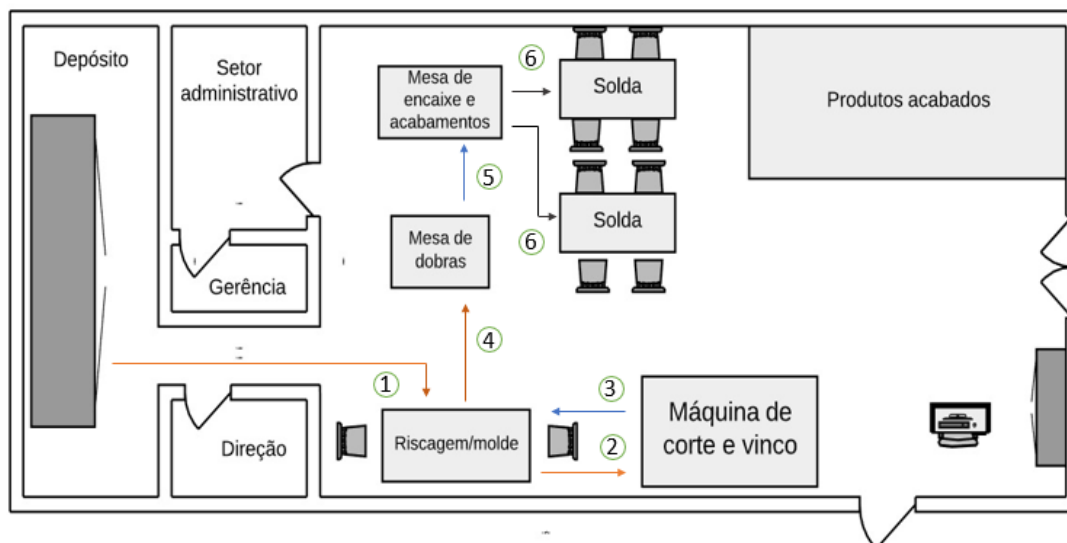 Depósito
Setor
administrativo
Gerência
Direção
Mesa de
encaixe e
acabamentos
⑥
Solda
Produtos acabados
⑤
Solda
⑥
Mesa de
dobras
④
①
③
Riscagem/molde
②
Máquina de
corte e vinco